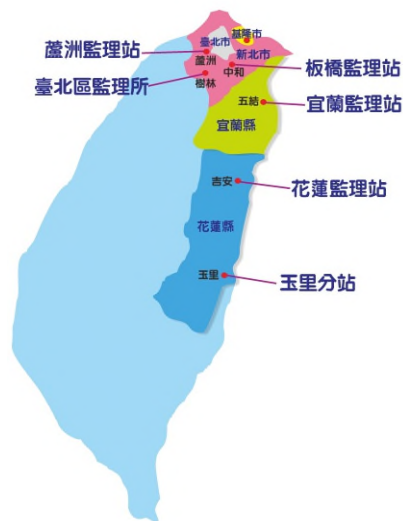 基隆市
臺北市
蘆洲監理站
蘆洲
新北市
板橋監理站
中和
臺北區監理所
樹林
五結
宜蘭監理站
宜蘭縣
吉安
花蓮監理站
花蓮縣
玉里
玉里分站